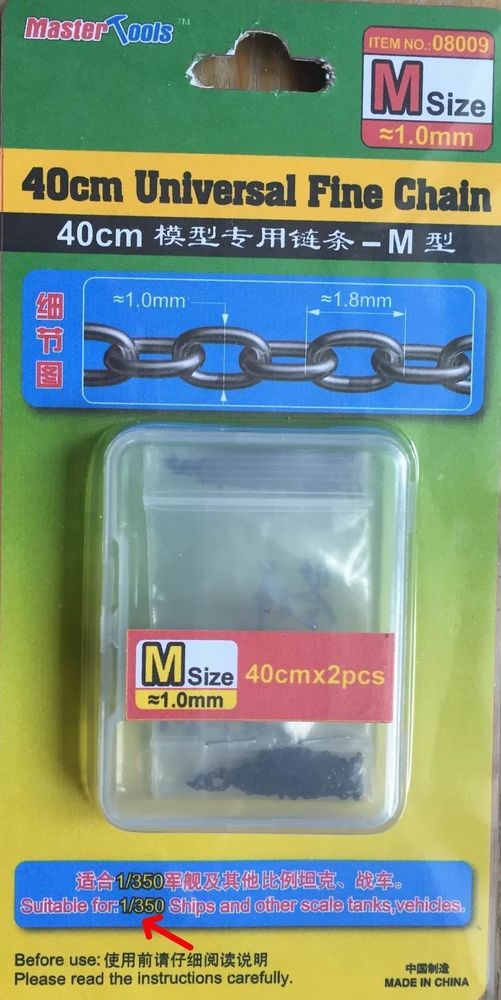 Master Tools™
ITEM NO.: 08009
M Size
≈1.0mm
40cm Universal Fine Chain
40cm 模型专用链条-M 型
细节图
≈1.0mm
≈1.8mm
M Size
≈1.0mm
40cmx2pcs
适合1/350军舰及其他比例坦克、战车。
Suitable for:1/350 Ships and other scale tanks,vehicles.
Before use: 使用前请仔细阅读说明
Please read the instructions carefully.
中国制造
MADE IN CHINA